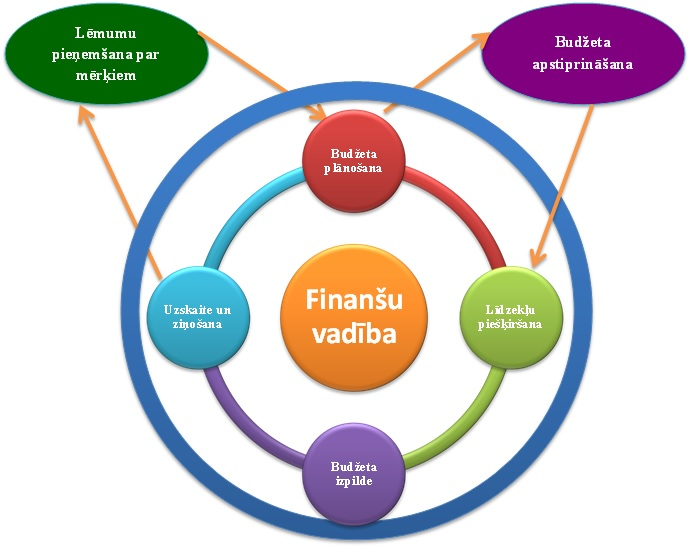 Lēmumu
pieņemšana par
mērķiem
Budžeta
apstiprināšana
Budžeta
plānošana
Uzskaite un
ziņošana
Finanšu
vadība
Līdzekļu
piešķiršana
Budžeta
izpilde